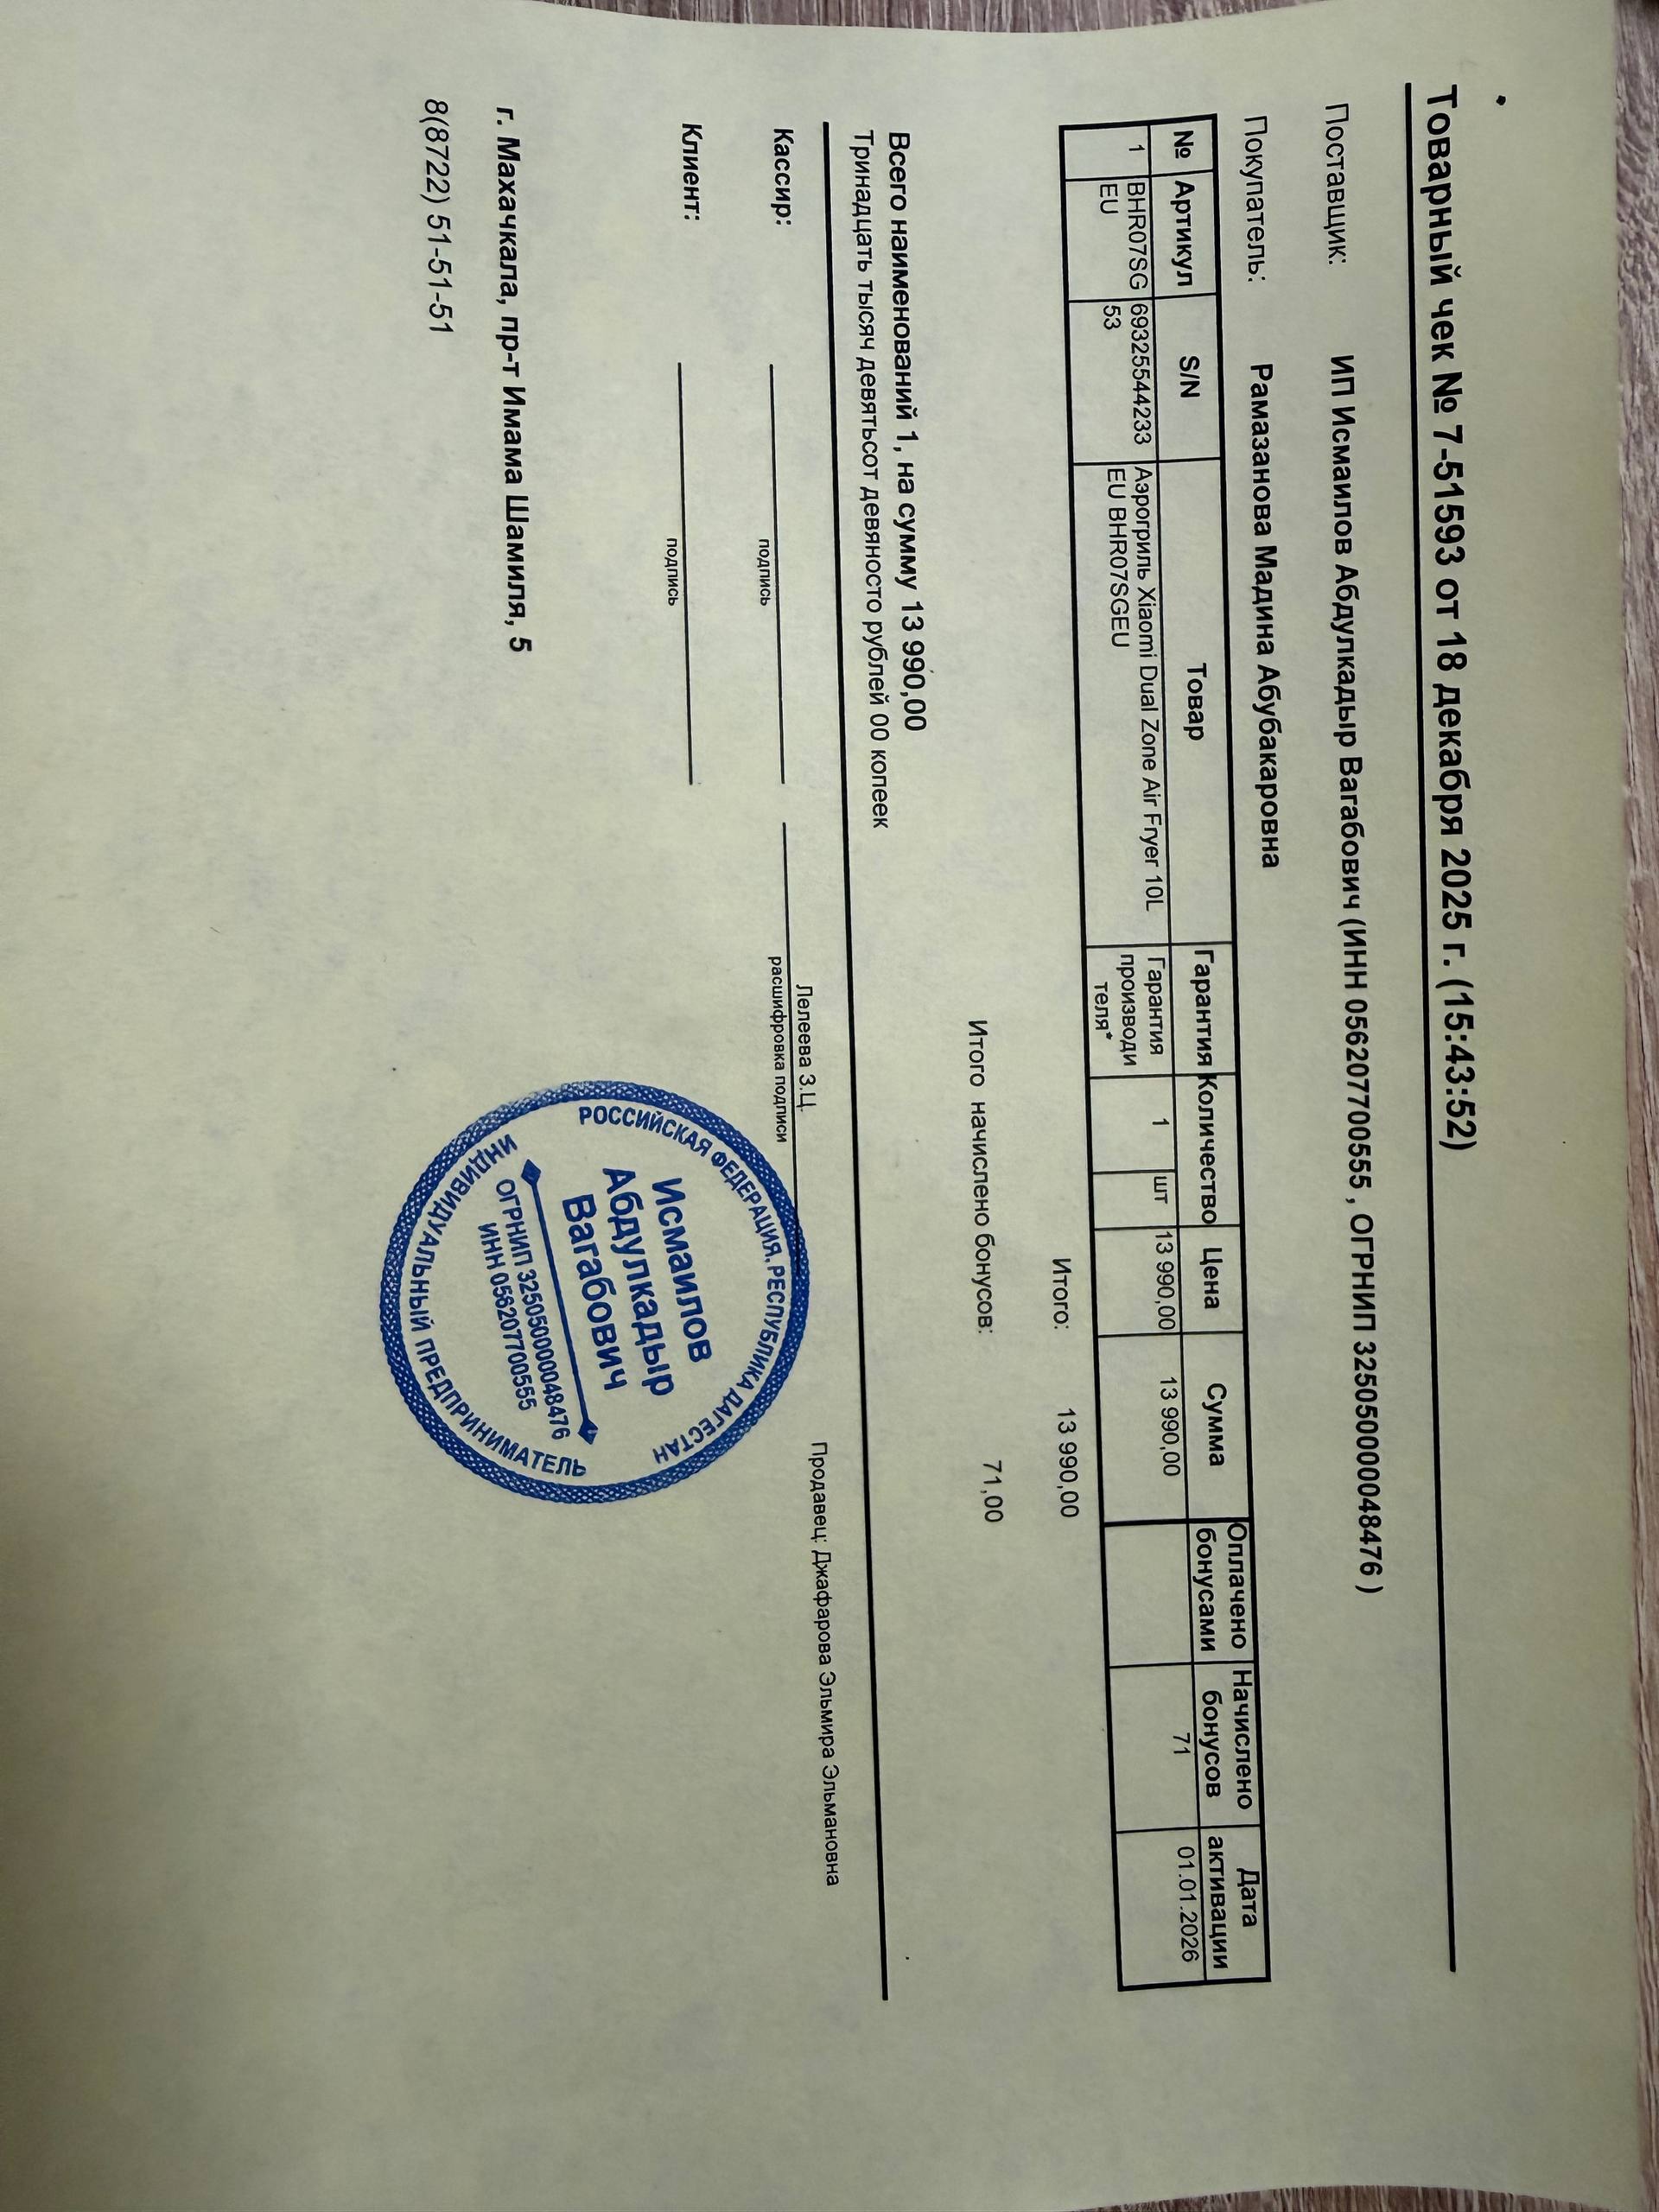 Товарный чек № 7-51593 от 18 декабря 2025 г. (15:43:52)
Поставщик: ИП Исмаилов Абдулкадыр Вагабович (ИНН 056207700555 , ОГРНИП 325050000048476 )
Покупатель: Рамазанова Мадина Абубакаровна
№ Артикул S/N Товар Гарантия Количество Цена Сумма Оплачено бонусами Начислено бонусов Дата активации
1 BHR07SG 69325544233 Аэрогриль Xiaomi Dual Zone Air Fryer 10L Гарантия 1 шт 13 990,00 13 990,00 71 01.01.2026
EU 53 EU BHR07SGEU производи
теля*
Итого: 13 990,00
Итого начислено бонусов: 71,00
Всего наименований 1, на сумму 13 990,00
Тринадцать тысяч девятьсот девяносто рублей 00 копеек
Продавец: Джафарова Эльмира Эльмановна
Кассир: Лелеева З.Ц.
подпись расшифровка подписи
Клиент:
подпись
г. Махачкала, пр-т Имама Шамиля, 5
8(8722) 51-51-51
РОССИЙСКАЯ ФЕДЕРАЦИЯ, РЕСПУБЛИКА ДАГЕСТАН
Исмаилов
Абдулкадыр
Вагабович
ОГРНИП 325050000048476
ИНН 056207700555
ИНДИВИДУАЛЬНЫЙ ПРЕДПРИНИМАТЕЛЬ